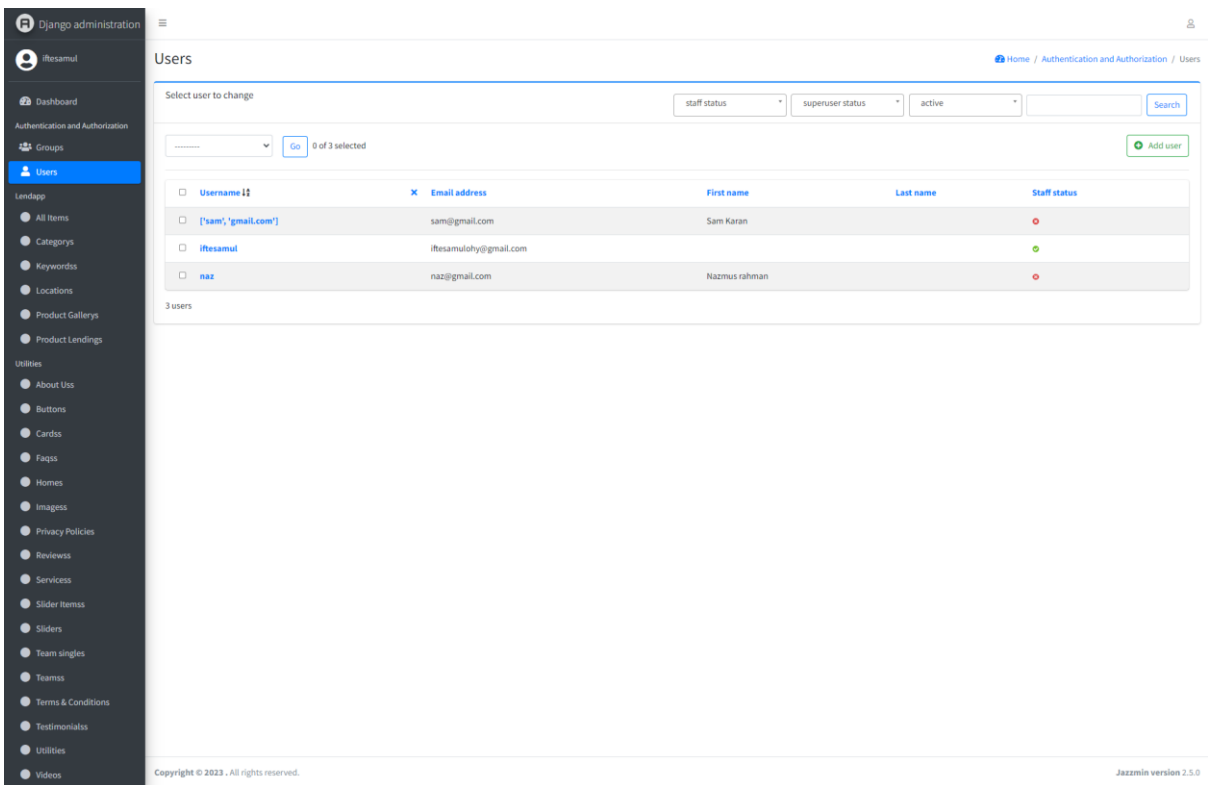 Django administration
iftesamul
Dashboard
Authentication and Authorization
Groups
Users
Lendapp
All Items
Categorys
Keywordss
Locations
Product Gallerys
Product Lendings
Utilities
About Uss
Buttons
Cardss
Faqss
Homes
Imagess
Privacy Policies
Reviewss
Servicess
Slider Itemss
Sliders
Team singles
Teamss
Terms & Conditions
Testimonialss
Utilities
Videos
Users
Home / Authentication and Authorization / Users
Select user to change
staff status superuser status active Search
--------- Go 0 of 3 selected Add user
Username Email address First name Last name Staff status
['sam', 'gmail.com'] sam@gmail.com Sam Karan
iftesamul iftesamulohy@gmail.com
naz naz@gmail.com Nazmus rahman
3 users
Copyright © 2023 . All rights reserved. Jazzmin version 2.5.0